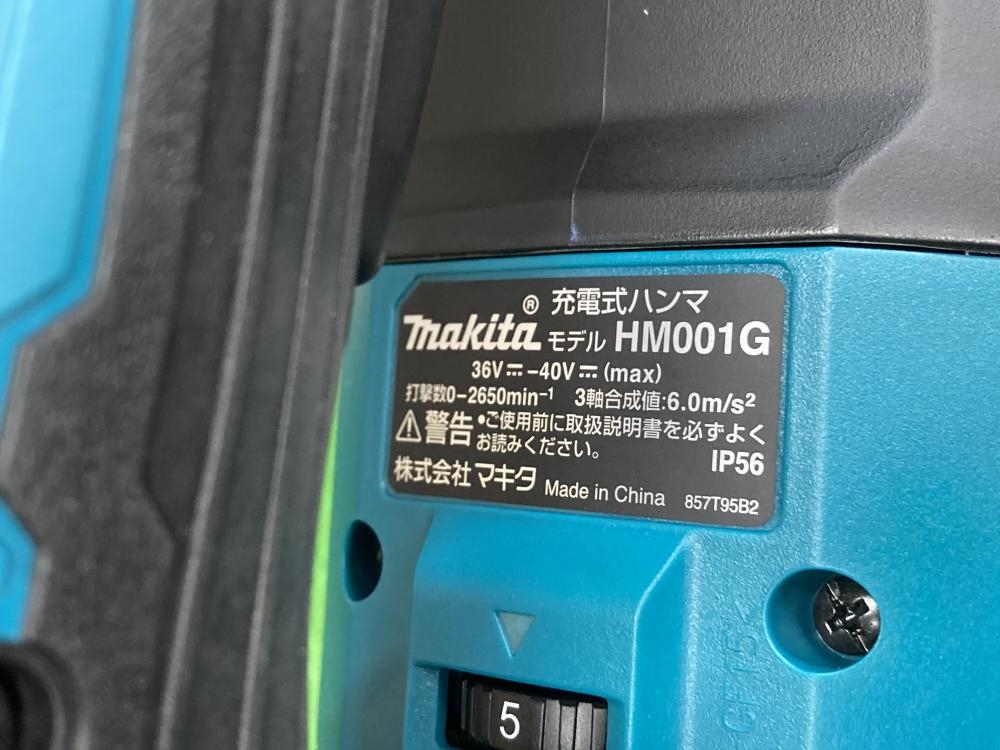 充電式ハンマ
makita® モデル HM001G
36V⎓-40V⎓(max)
打撃数0-2650min⁻¹ 3軸合成値:6.0m/s²
⚠警告 •ご使用前に取扱説明書を必ずよく
お読みください。
IP56
株式会社 マキタ Made in China 857T95B2
5